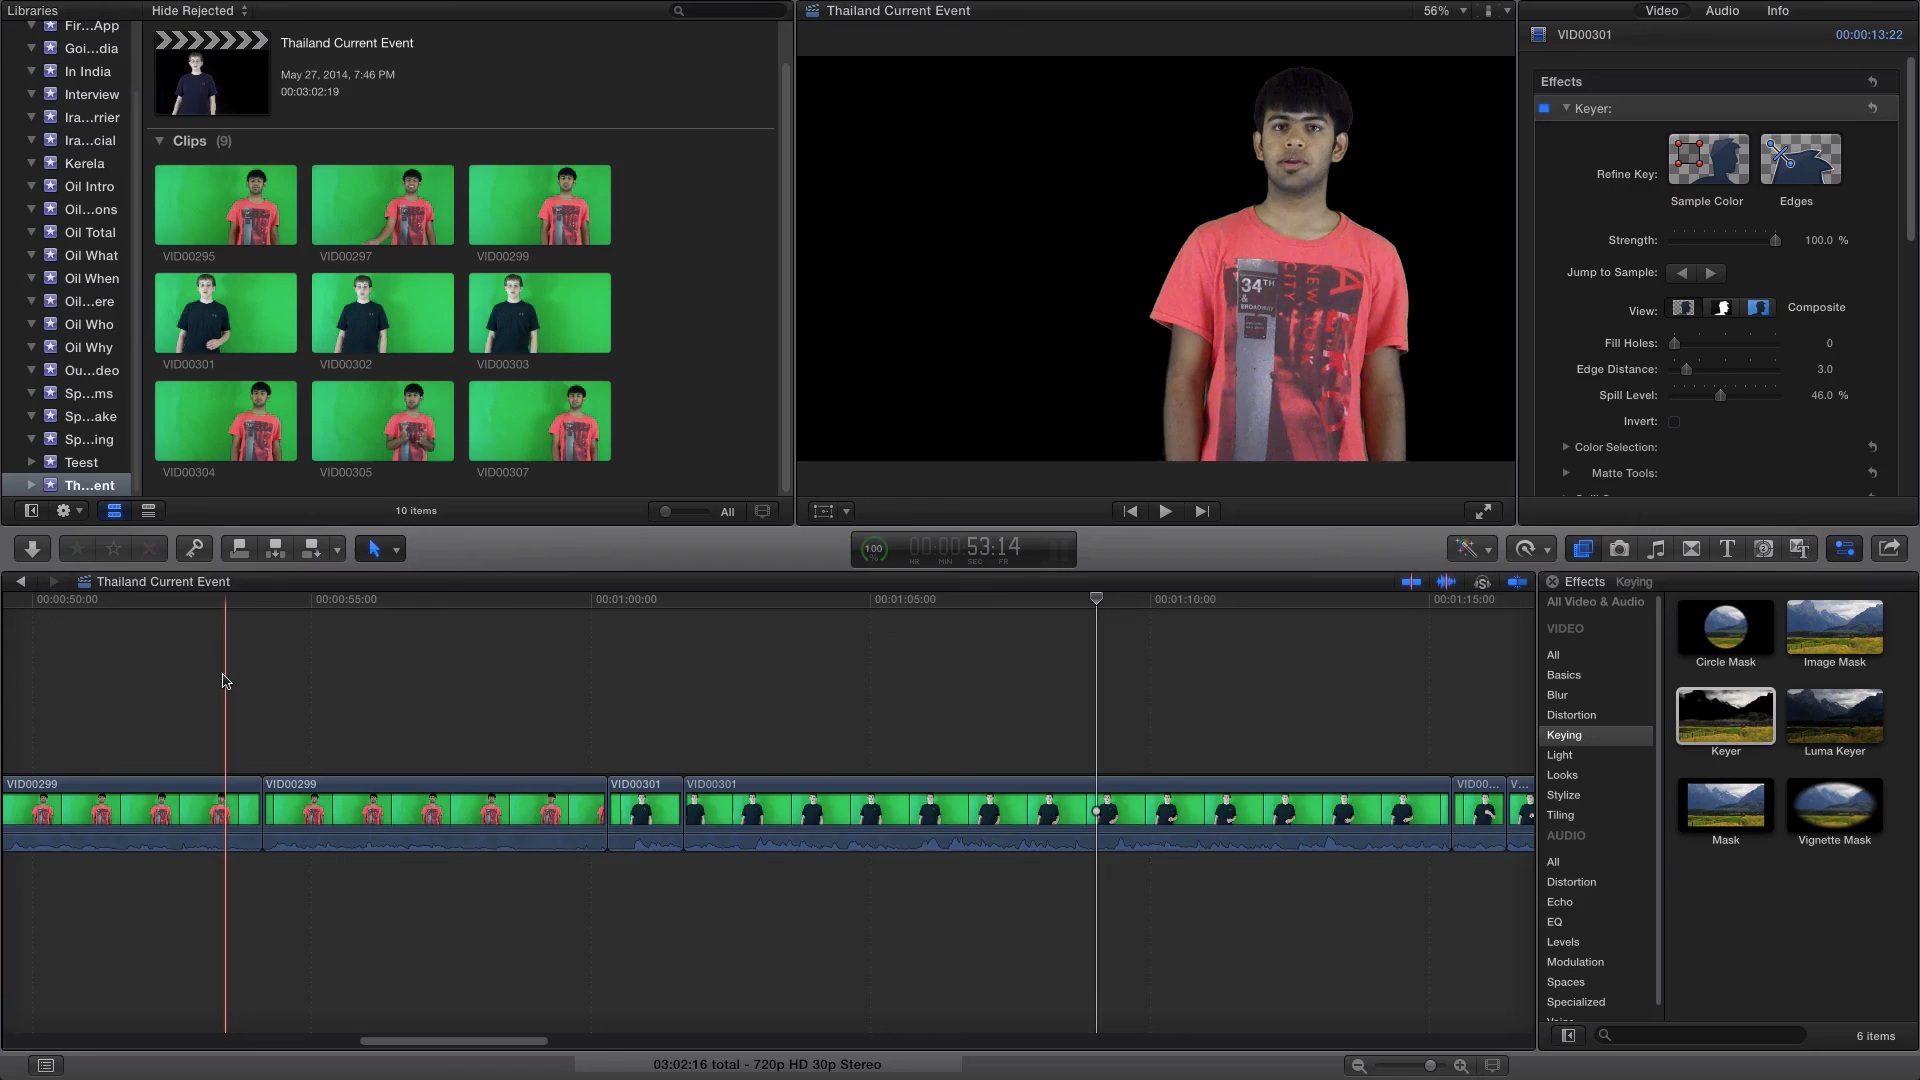 Libraries
Hide Rejected
Fir...App
Goi...dia
In India
Interview
Ira...rrier
Ira...cial
Kerela
Oil Intro
Oil...ons
Oil Total
Oil What
Oil When
Oil...ere
Oil Who
Oil Why
Ou...deo
Sp...ms
Sp...ake
Sp...ing
Teest
Th...ent
Thailand Current Event
May 27, 2014, 7:46 PM
00:03:02:19
Clips (9)
VID00295
VID00297
VID00299
VID00301
VID00302
VID00303
VID00304
VID00305
VID00307
10 items
All
Thailand Current Event
56%
34TH
&
BROADWAY
NEW YORK
CITY
Video
Audio
Info
VID00301
00:00:13:22
Effects
Keyer:
Refine Key:
Sample Color
Edges
Strength: 100.0 %
Jump to Sample:
View: Composite
Fill Holes: 0
Edge Distance: 3.0
Spill Level: 46.0 %
Invert:
Color Selection:
Matte Tools:
100
00:00:53:14
HR MIN SEC FR
Thailand Current Event
00:00:50:00
00:00:55:00
00:01:00:00
00:01:05:00
00:01:10:00
00:01:15:00
VID00299
VID00299
VID00301
VID00301
VID00...
V...
03:02:16 total - 720p HD 30p Stereo
Effects Keying
All Video & Audio
VIDEO
All
Basics
Blur
Distortion
Keying
Light
Looks
Stylize
Tiling
AUDIO
All
Distortion
Echo
EQ
Levels
Modulation
Spaces
Specialized
Circle Mask
Image Mask
Keyer
Luma Keyer
Mask
Vignette Mask
6 items